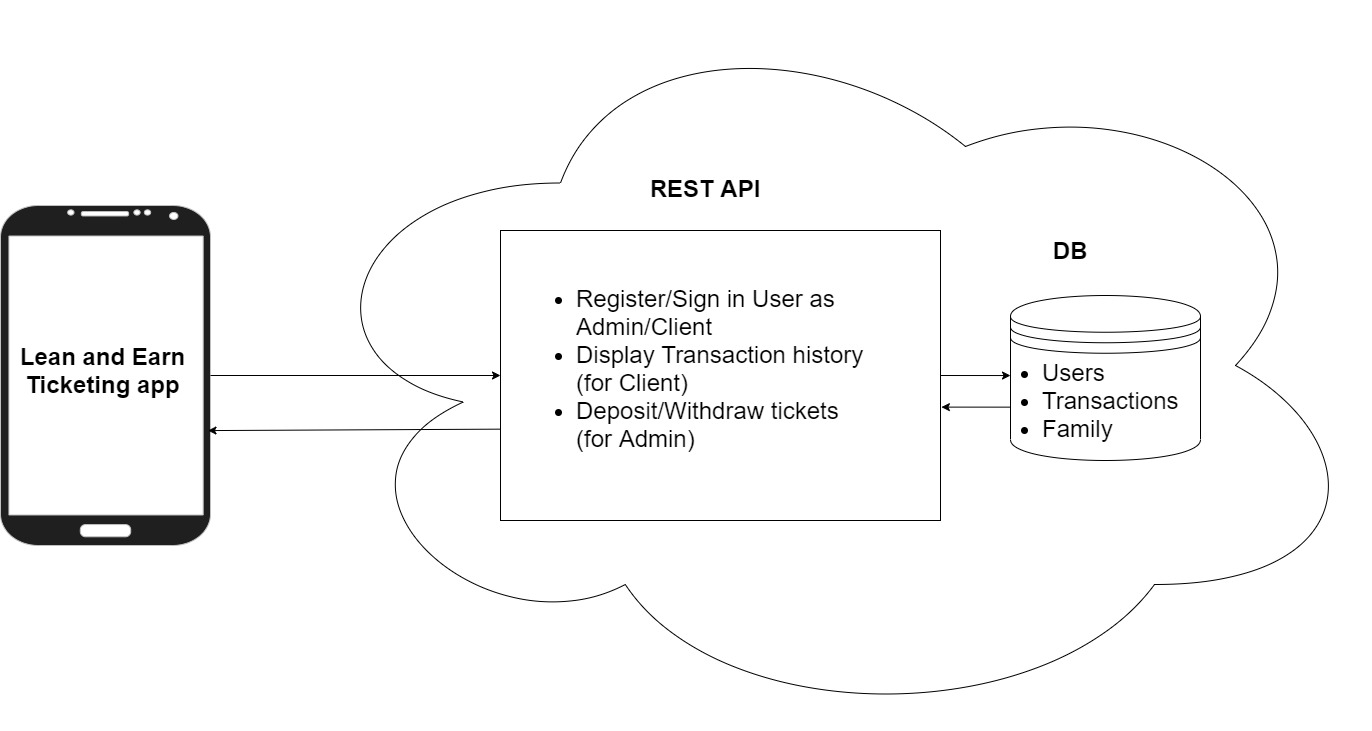 REST API
DB
Lean and Earn
Ticketing app
• Register/Sign in User as
Admin/Client
• Display Transaction history
(for Client)
• Deposit/Withdraw tickets
(for Admin)
• Users
• Transactions
• Family